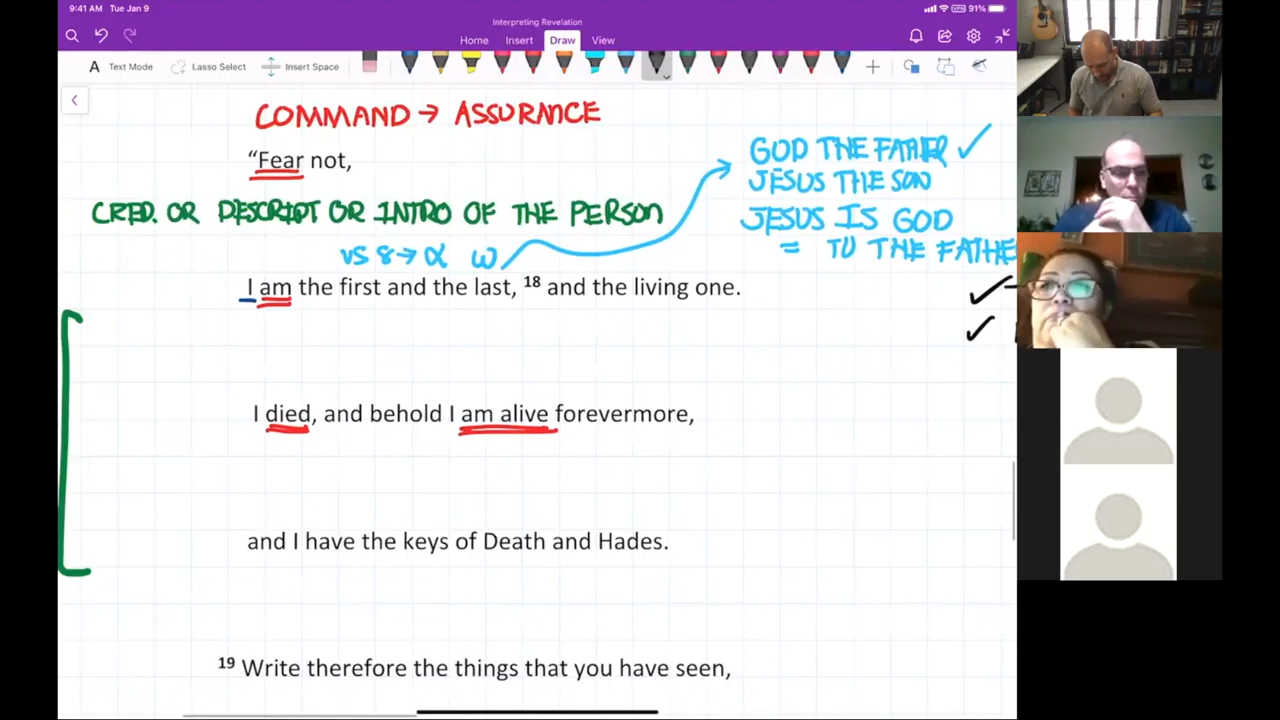 9:41 AM Tue Jan 9
VPN 91%
Interpreting Revelation
Home Insert Draw View
A Text Mode Lasso Select Insert Space
COMMAND → ASSURANCE
“Fear not,
GOD THE FATHER ✓
JESUS THE SON
CRED. OR DESCRIPT OR INTRO OF THE PERSON
JESUS IS GOD
= TO THE FATHE
vs 8 → α ω
I am the first and the last, 18 and the living one.
I died, and behold I am alive forevermore,
and I have the keys of Death and Hades.
19 Write therefore the things that you have seen,